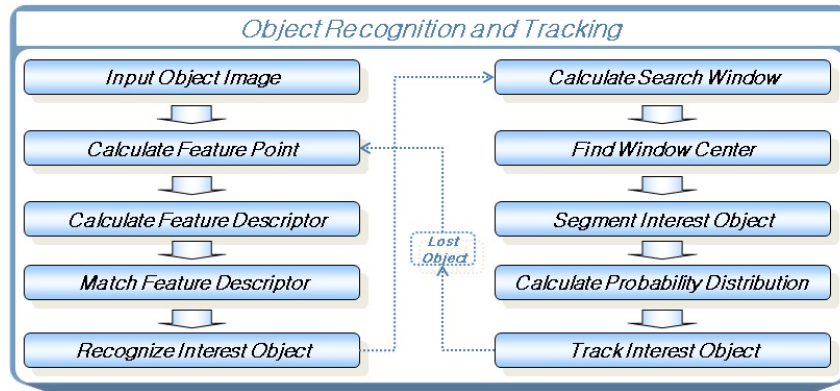 Object Recognition and Tracking
Input Object Image
Calculate Feature Point
Calculate Feature Descriptor
Match Feature Descriptor
Recognize Interest Object
Lost
Object
Calculate Search Window
Find Window Center
Segment Interest Object
Calculate Probability Distribution
Track Interest Object